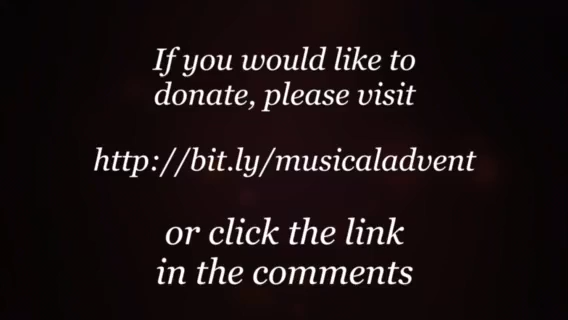 If you would like to
donate, please visit
http://bit.ly/musicaladvent
or click the link
in the comments